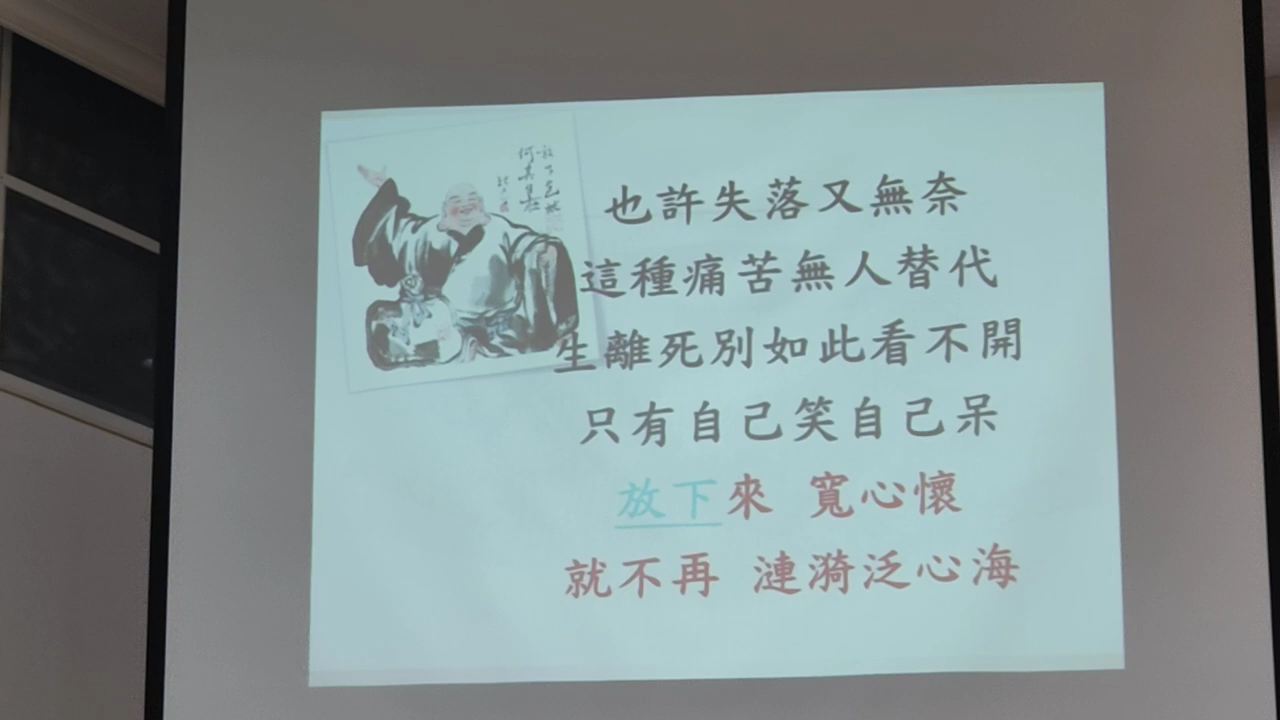 也許失落又無奈
這種痛苦無人替代
生離死別如此看不開
只有自己笑自己呆
放下來 寬心懷
就不再 漣漪泛心海